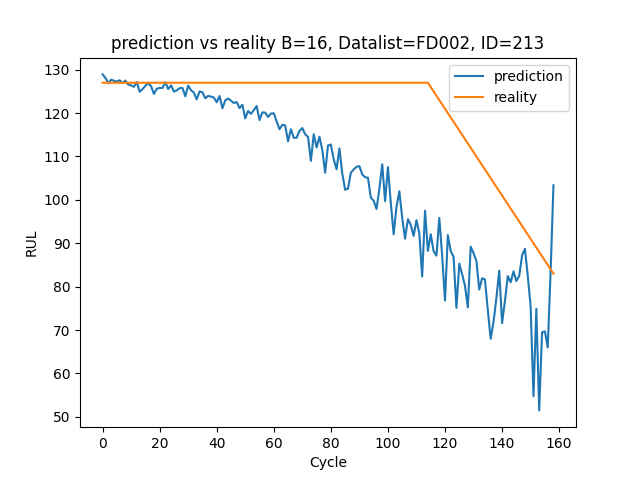 prediction vs reality B=16, Datalist=FD002, ID=213
prediction
reality
RUL
130
120
110
100
90
80
70
60
50
0 20 40 60 80 100 120 140 160
Cycle